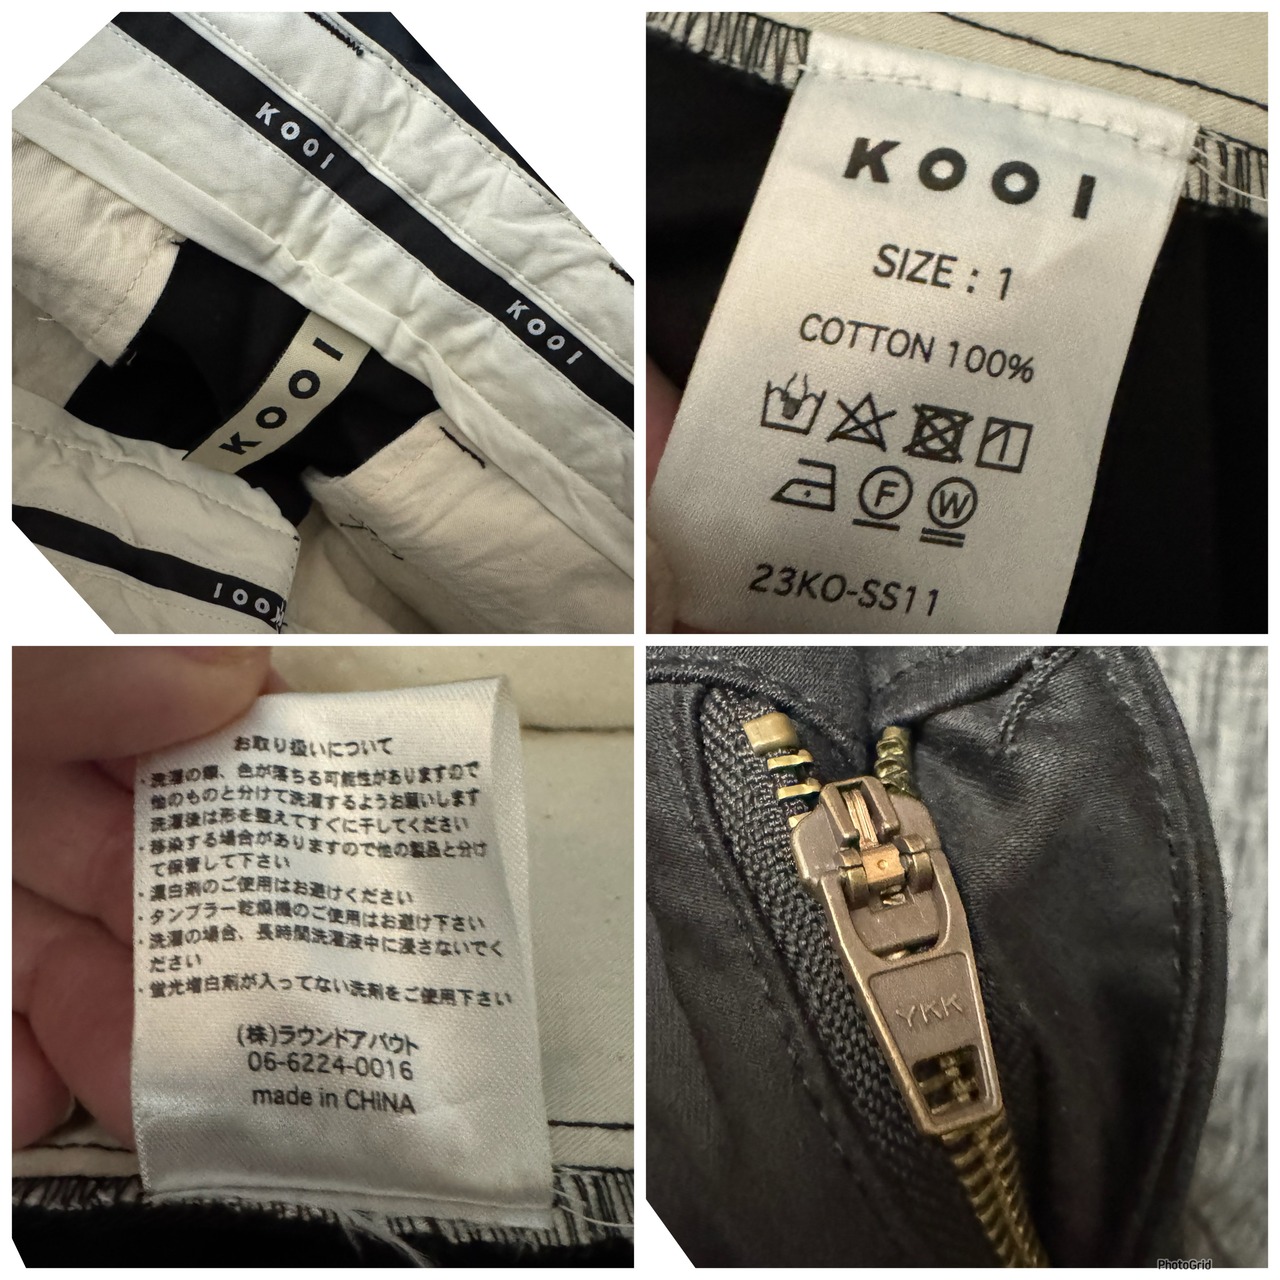 KOOI
KOOI
KOOI
KOOI
KOOI
SIZE : 1
COTTON 100%
F
W
23KO-SS11
お取り扱いについて
・洗濯の際、色が落ちる可能性がありますので
他のものと分けて洗濯するようお願いします
洗濯後は形を整えてすぐに干してください
・移染する場合がありますので他の製品と分け
て保管して下さい
・漂白剤のご使用はお避けください
・タンブラー乾燥機のご使用はお避け下さい
・洗濯の場合、長時間洗濯液中に浸さないでく
ださい
・蛍光増白剤が入ってない洗剤をご使用下さい
(株)ラウンドアバウト
06-6224-0016
made in CHINA
YKK
PhotoGrid